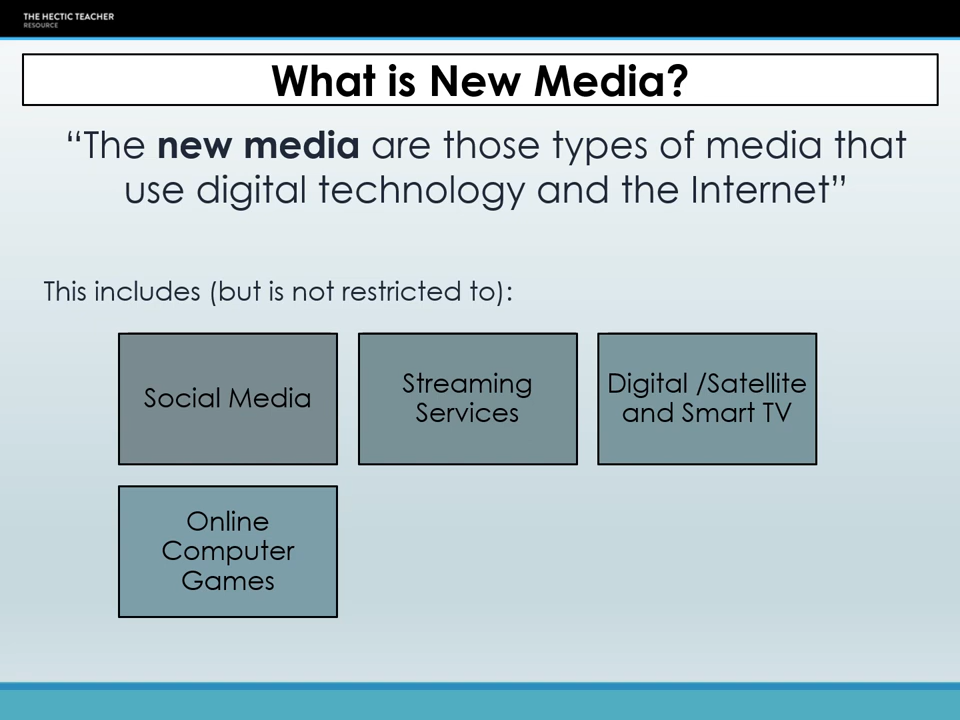 THE HECTIC TEACHER
RESOURCE
What is New Media?
“The new media are those types of media that
use digital technology and the Internet”
This includes (but is not restricted to):
Social Media
Streaming
Services
Digital /Satellite
and Smart TV
Online
Computer
Games